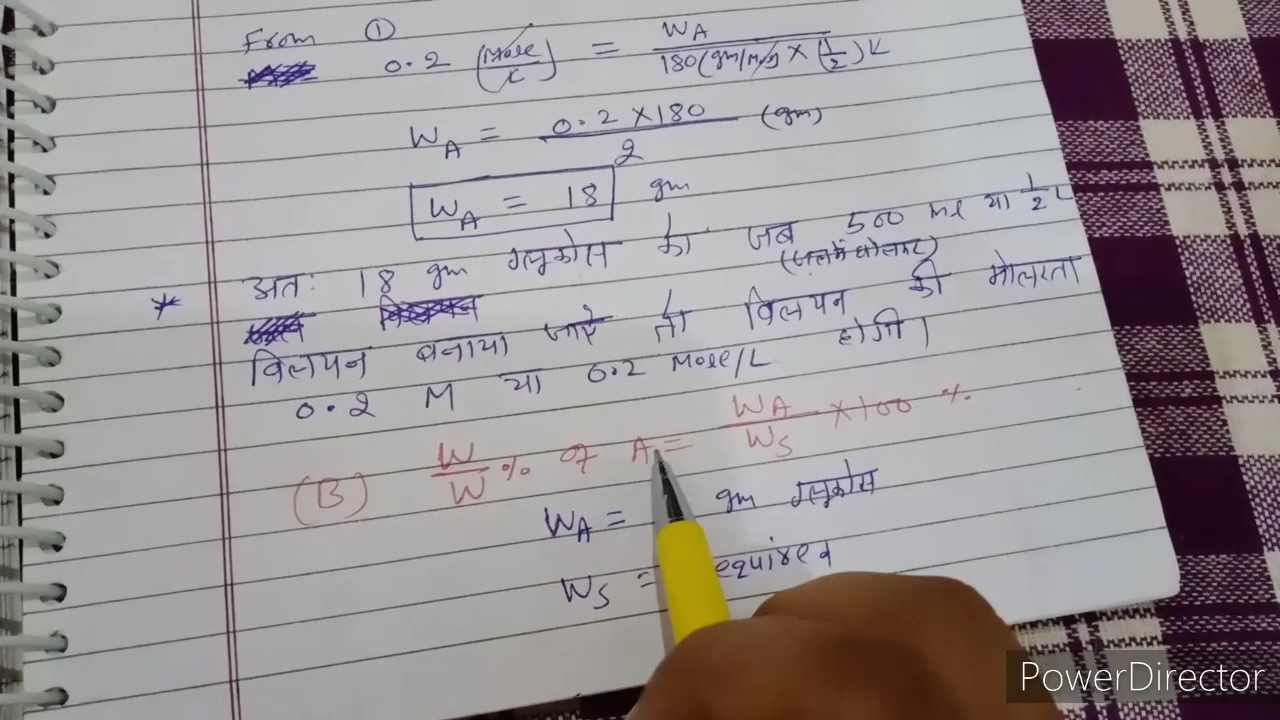 From ①
0.2 (Mole/L) = WA / 180(gm/Mol) × (1/2) L
WA = 0.2 × 180 / 2 (gm)
WA = 18 gm
अतः 18 gm ग्लूकोस का जब 500 ml या 1/2 L
(जलमें घोलकर)
विलयन बनाया जाए तो विलयन की मोलरता
0.2 M या 0.2 Mole/L होगी।
(B) W/W % of A = WA/WS × 100 %
WA = gm ग्लूकोस
WS = equired
PowerDirector